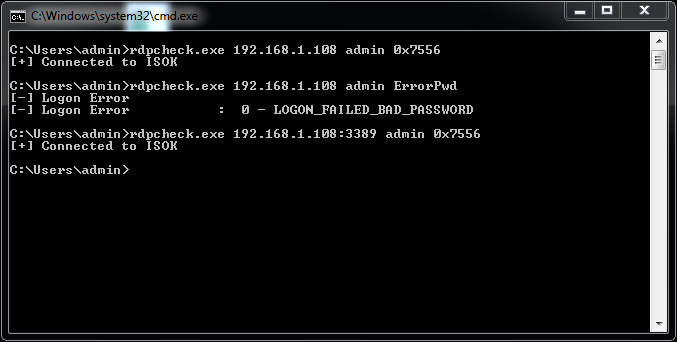 C:\Windows\system32\cmd.exe
C:\Users\admin>rdpcheck.exe 192.168.1.108 admin 0x7556
[+] Connected to ISOK
C:\Users\admin>rdpcheck.exe 192.168.1.108 admin ErrorPwd
[-] Logon Error
[-] Logon Error           :  0 - LOGON_FAILED_BAD_PASSWORD
C:\Users\admin>rdpcheck.exe 192.168.1.108:3389 admin 0x7556
[+] Connected to ISOK
C:\Users\admin>